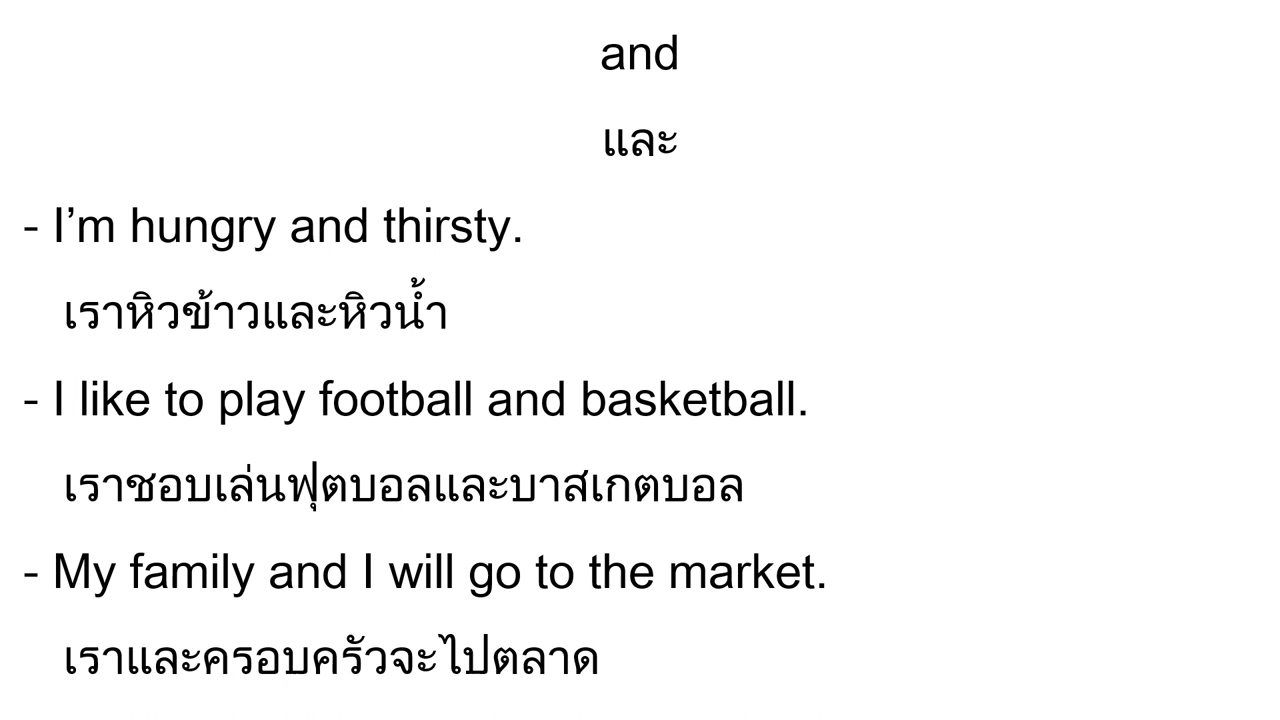 and
และ
- I’m hungry and thirsty.
เราหิวข้าวและหิวน้ำ
- I like to play football and basketball.
เราชอบเล่นฟุตบอลและบาสเกตบอล
- My family and I will go to the market.
เราและครอบครัวจะไปตลาด